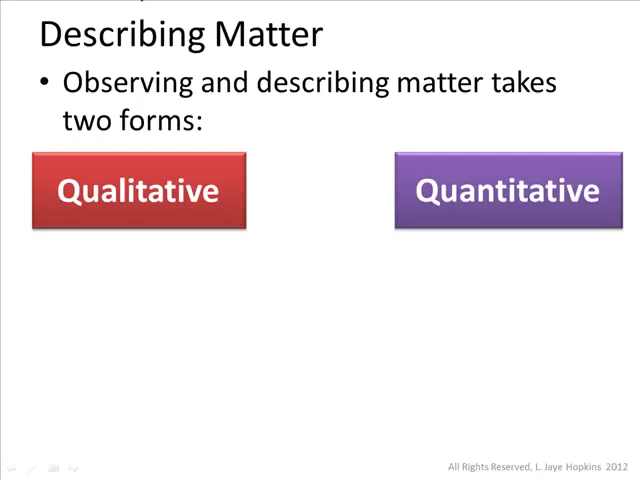 Describing Matter
• Observing and describing matter takes
two forms:
Qualitative
Quantitative
All Rights Reserved, L. Jaye Hopkins 2012